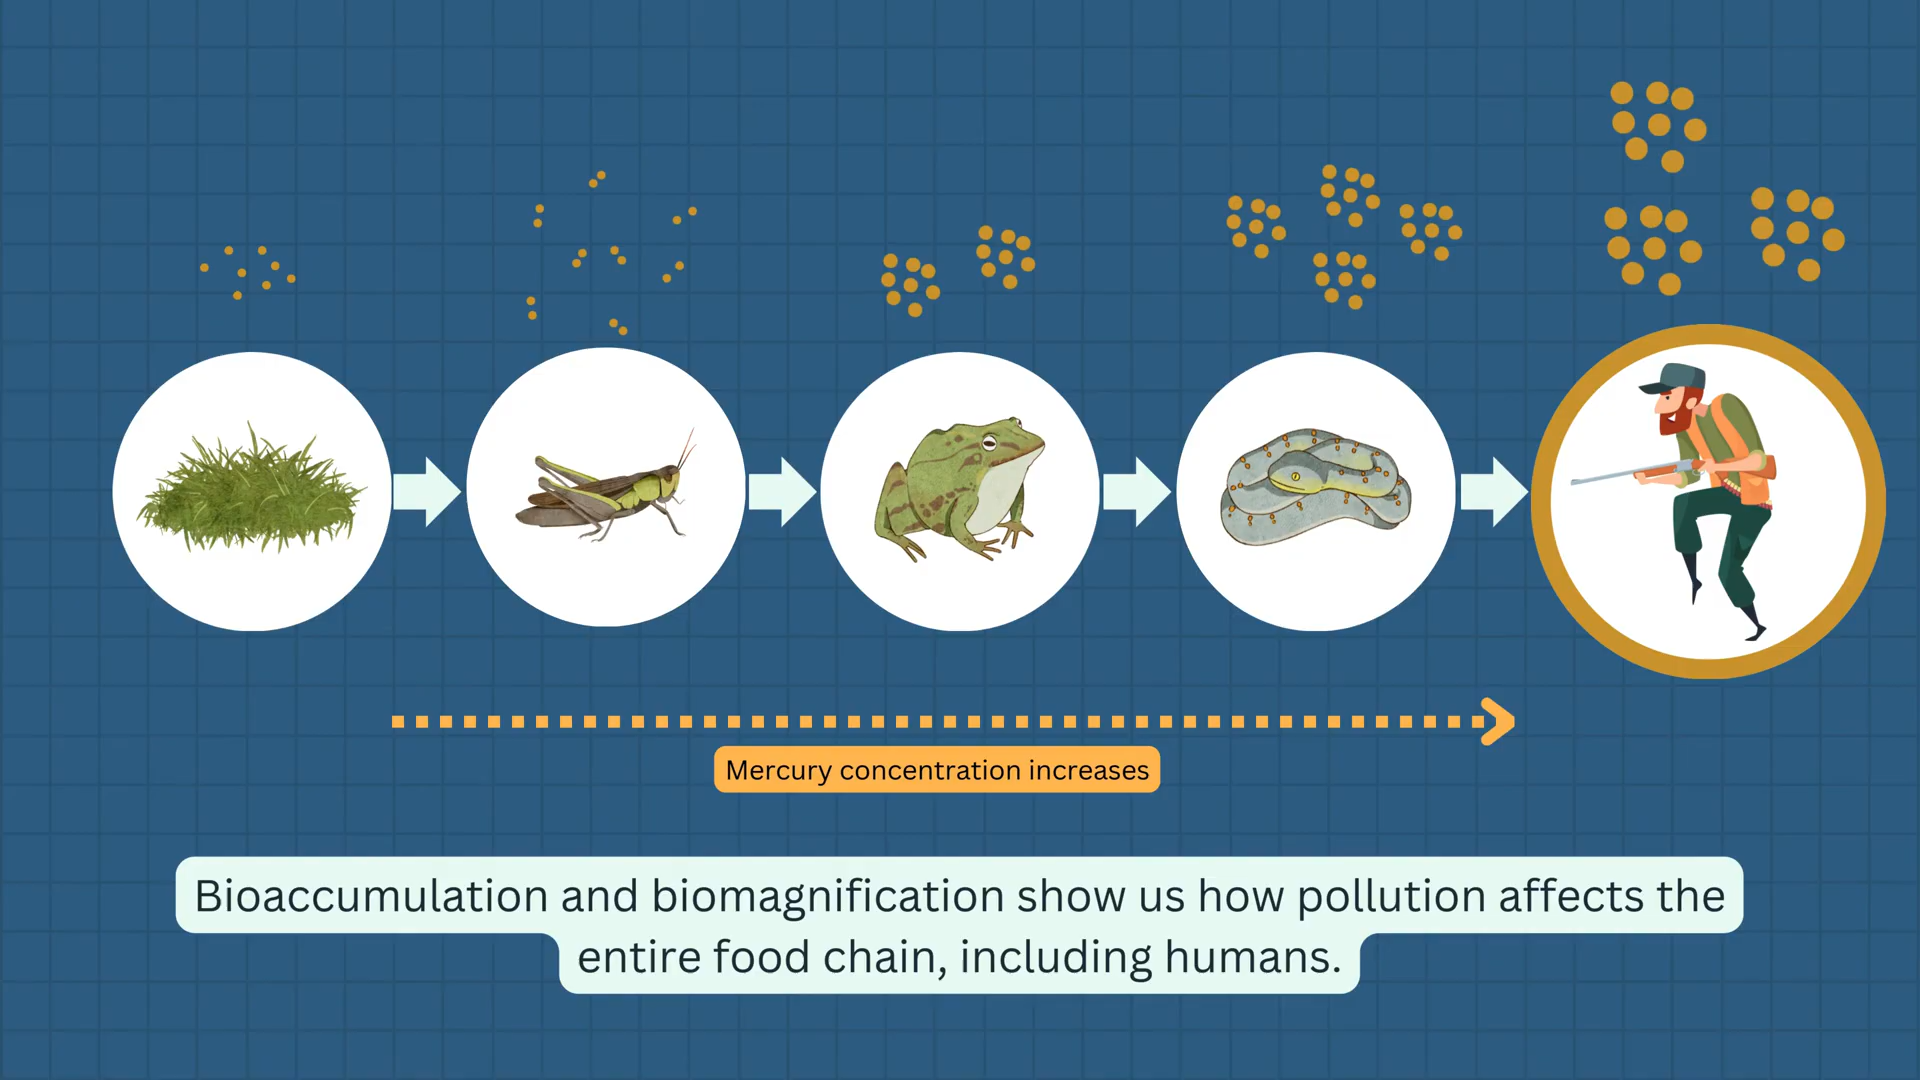 Mercury concentration increases
Bioaccumulation and biomagnification show us how pollution affects the
entire food chain, including humans.